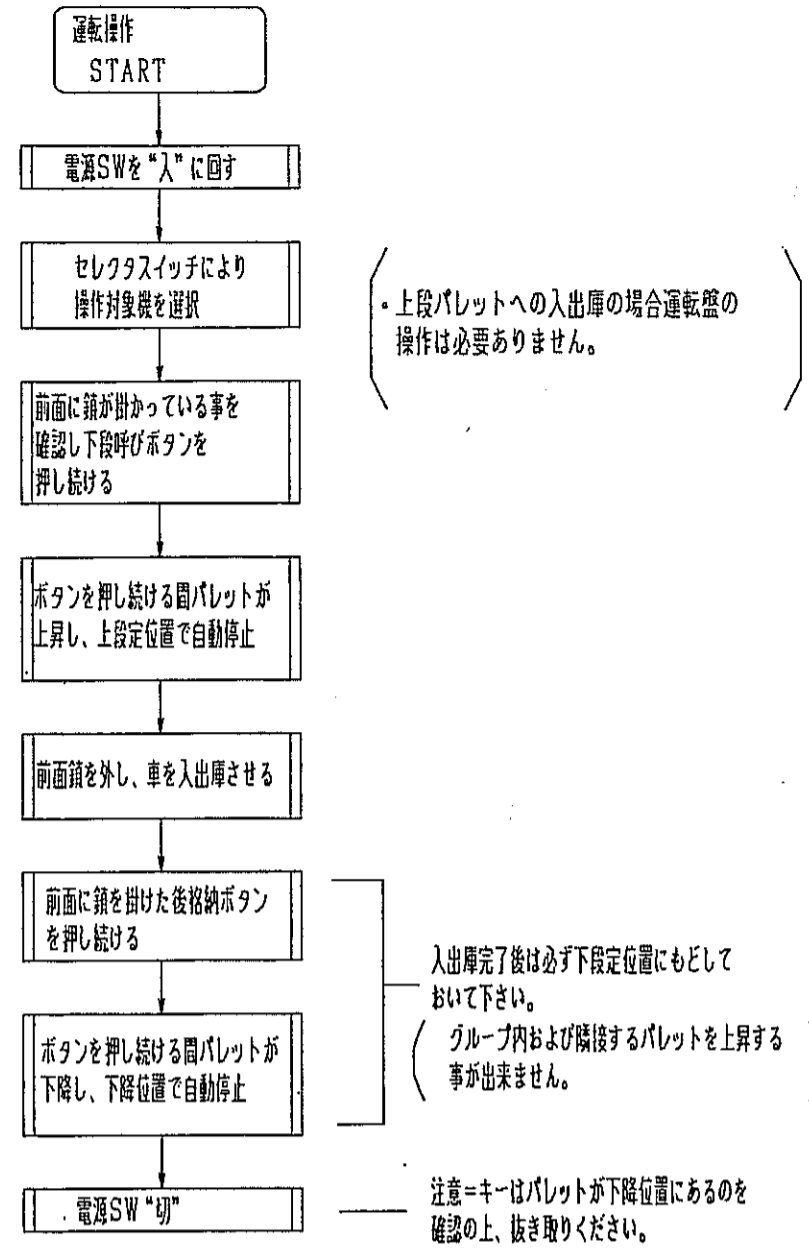 運転操作
START
電源SWを“入”に回す
セレクタスイッチにより
操作対象機を選択
・上段パレットへの入出庫の場合運転盤の
操作は必要ありません。
前面に鎖が掛かっている事を
確認し下段呼びボタンを
押し続ける
ボタンを押し続ける間パレットが
上昇し、上段定位置で自動停止
前面鎖を外し、車を入出庫させる
前面に鎖を掛けた後格納ボタン
を押し続ける
入出庫完了後は必ず下段定位置にもどして
おいて下さい。
グループ内および隣接するパレットを上昇する
事が出来ません。
ボタンを押し続ける間パレットが
下降し、下降位置で自動停止
電源SW“切”
注意=キーはパレットが下降位置にあるのを
確認の上、抜き取りください。